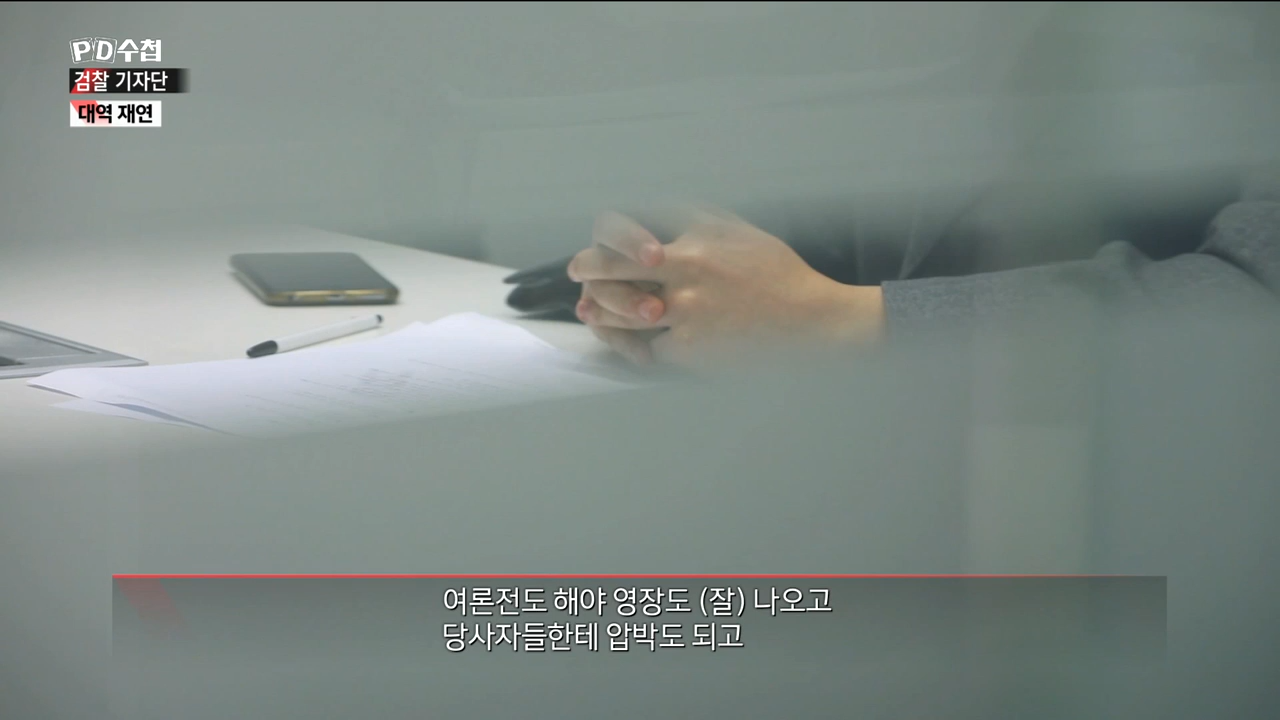 PD수첩
검찰 기자단
대역 재연
여론전도 해야 영장도 (잘) 나오고
당사자들한테 압박도 되고